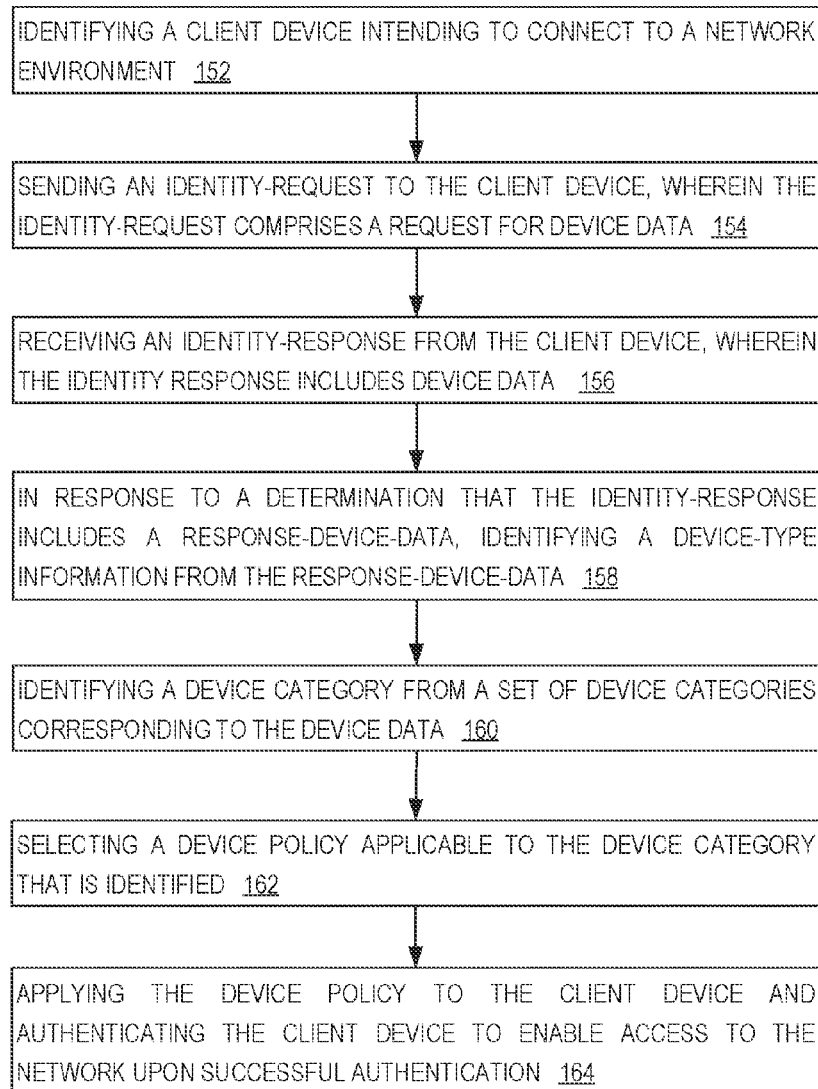 IDENTIFYING A CLIENT DEVICE INTENDING TO CONNECT TO A NETWORK
ENVIRONMENT 152
SENDING AN IDENTITY-REQUEST TO THE CLIENT DEVICE, WHEREIN THE
IDENTITY-REQUEST COMPRISES A REQUEST FOR DEVICE DATA 154
RECEIVING AN IDENTITY-RESPONSE FROM THE CLIENT DEVICE, WHEREIN
THE IDENTITY RESPONSE INCLUDES DEVICE DATA 156
IN RESPONSE TO A DETERMINATION THAT THE IDENTITY-RESPONSE
INCLUDES A RESPONSE-DEVICE-DATA, IDENTIFYING A DEVICE-TYPE
INFORMATION FROM THE RESPONSE-DEVICE-DATA 158
IDENTIFYING A DEVICE CATEGORY FROM A SET OF DEVICE CATEGORIES
CORRESPONDING TO THE DEVICE DATA 160
SELECTING A DEVICE POLICY APPLICABLE TO THE DEVICE CATEGORY
THAT IS IDENTIFIED 162
APPLYING THE DEVICE POLICY TO THE CLIENT DEVICE AND
AUTHENTICATING THE CLIENT DEVICE TO ENABLE ACCESS TO THE
NETWORK UPON SUCCESSFUL AUTHENTICATION 164